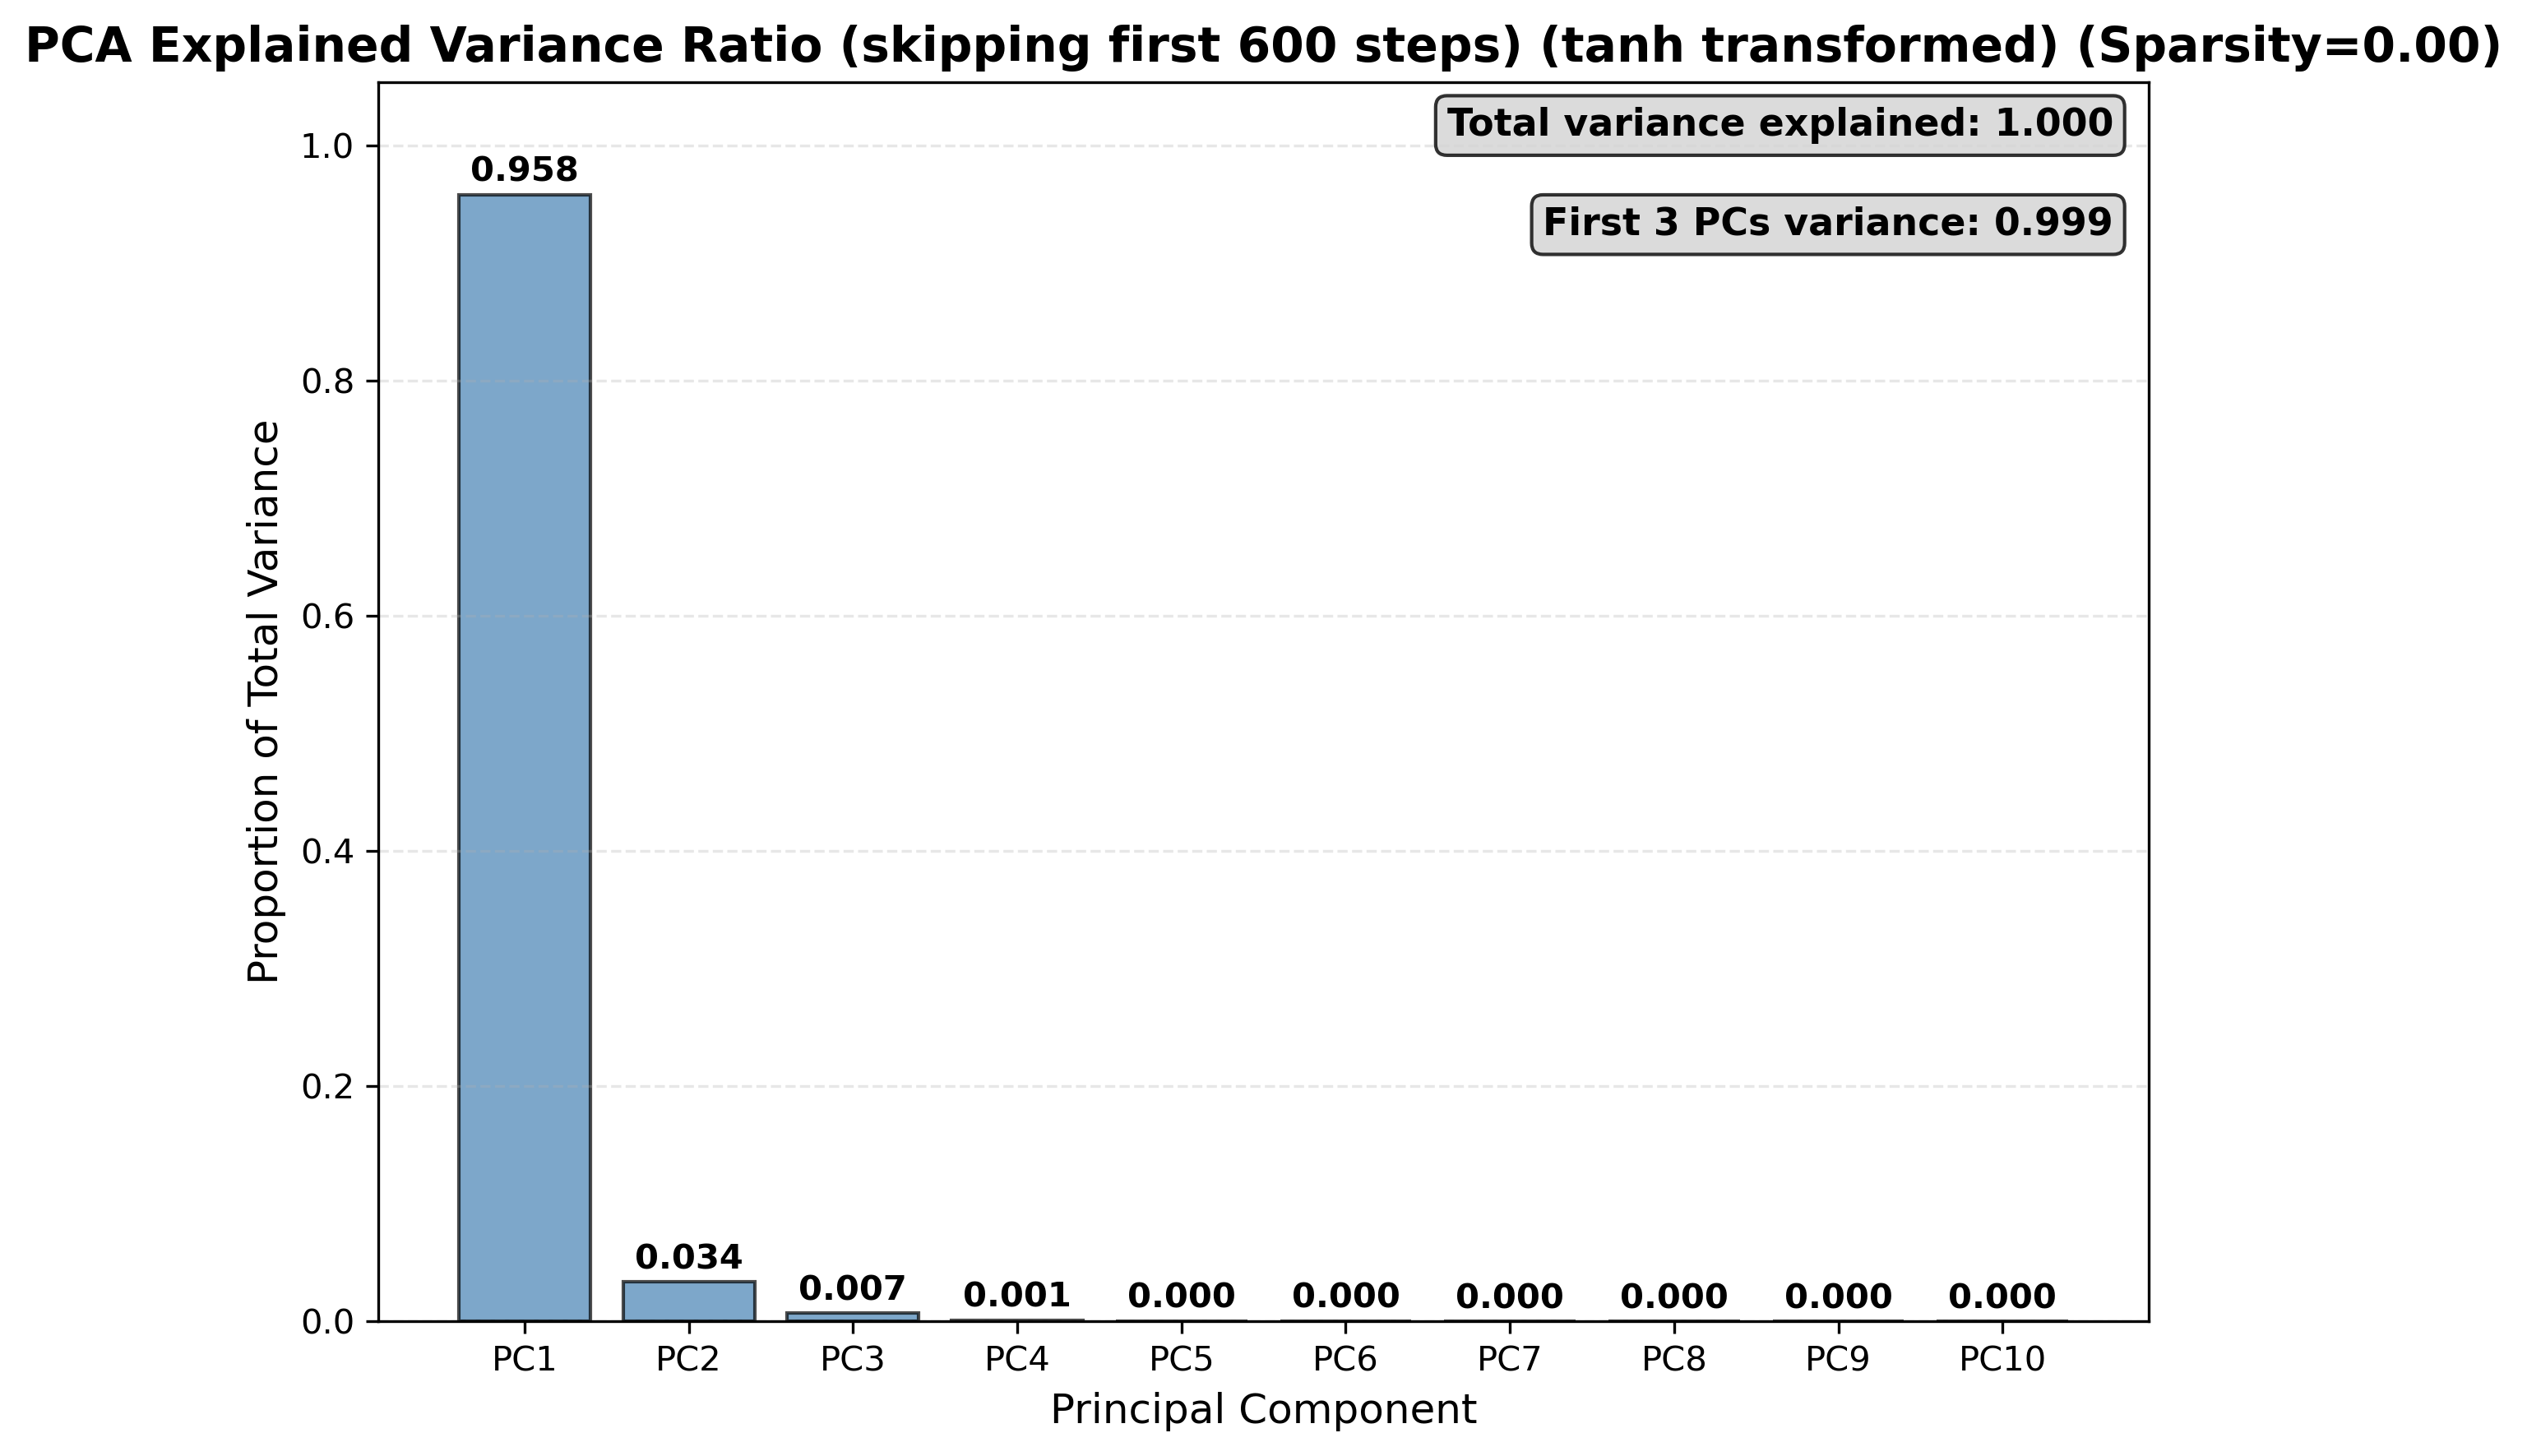 PCA Explained Variance Ratio (skipping first 600 steps) (tanh transformed) (Sparsity=0.00)
Total variance explained: 1.000
First 3 PCs variance: 0.999
Proportion of Total Variance
1.0
0.8
0.6
0.4
0.2
0.0
0.958
0.034
0.007
0.001
0.000
0.000
0.000
0.000
0.000
0.000
PC1
PC2
PC3
PC4
PC5
PC6
PC7
PC8
PC9
PC10
Principal Component